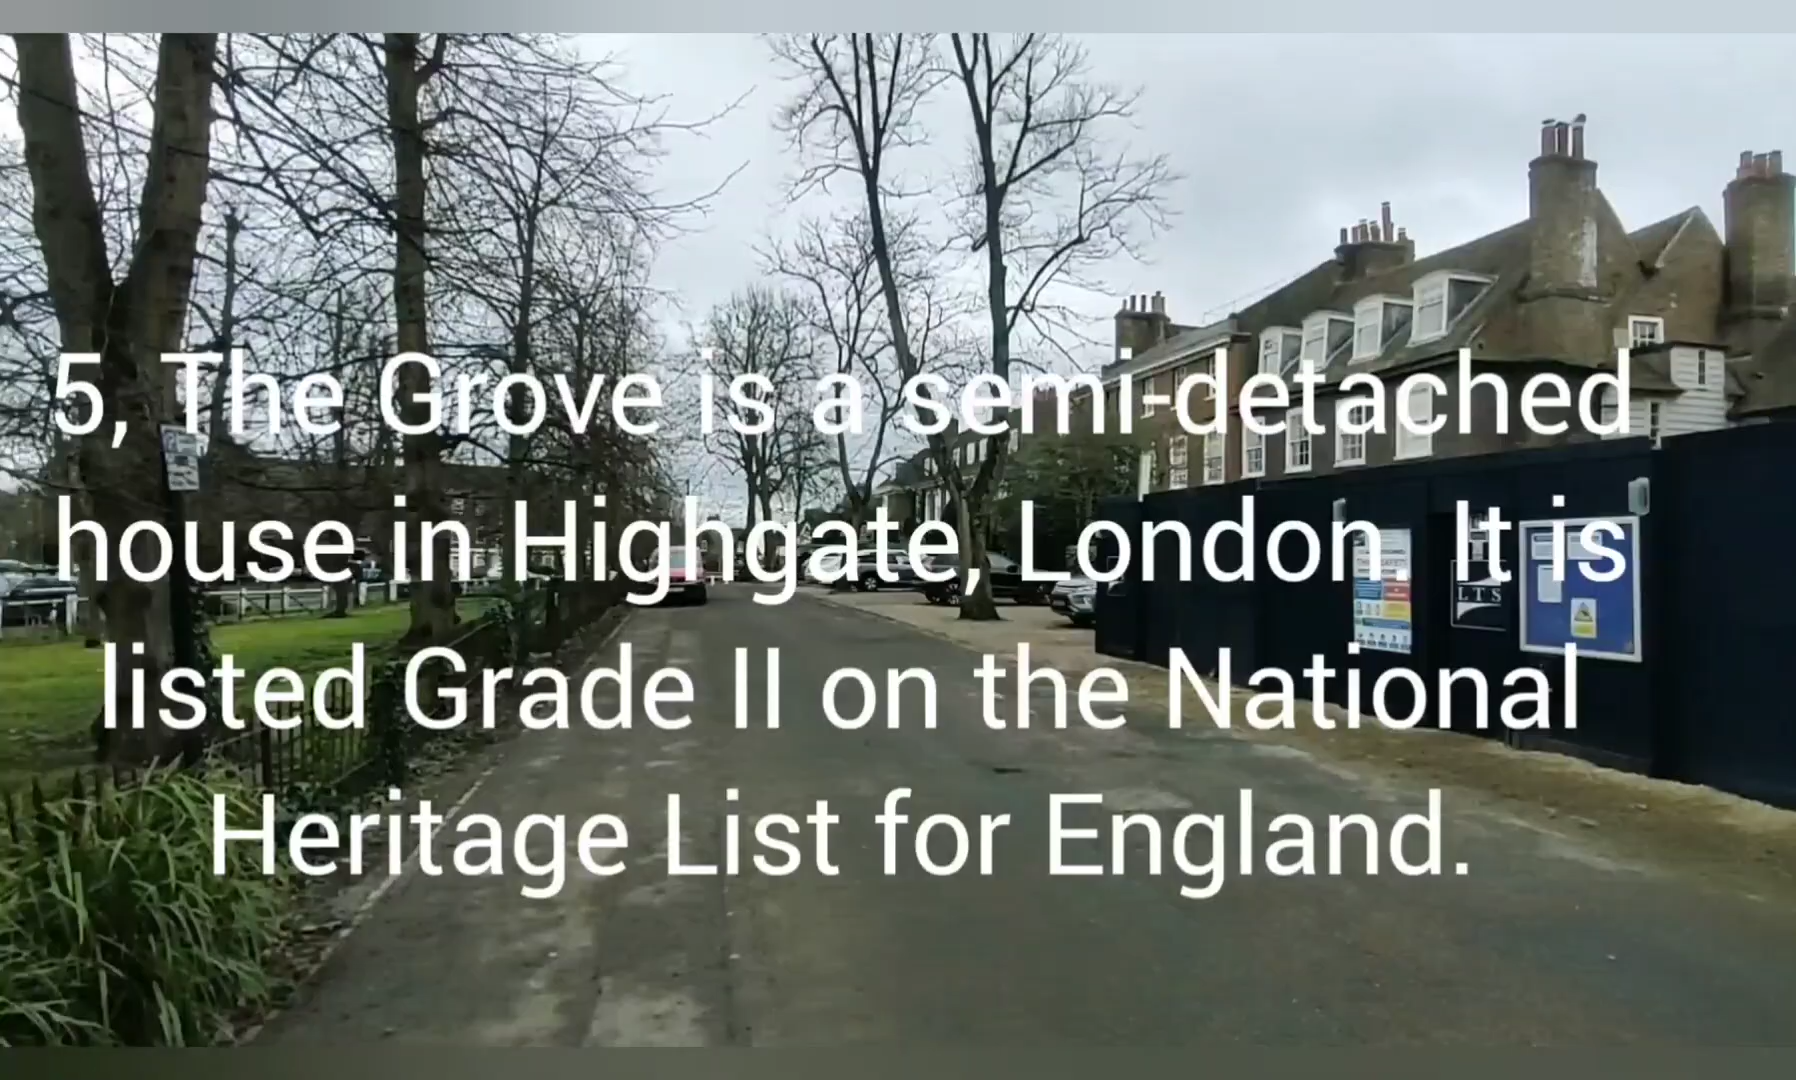 5, The Grove is a semi-detached
house in Highgate, London. It is
listed Grade II on the National
Heritage List for England.
LTS